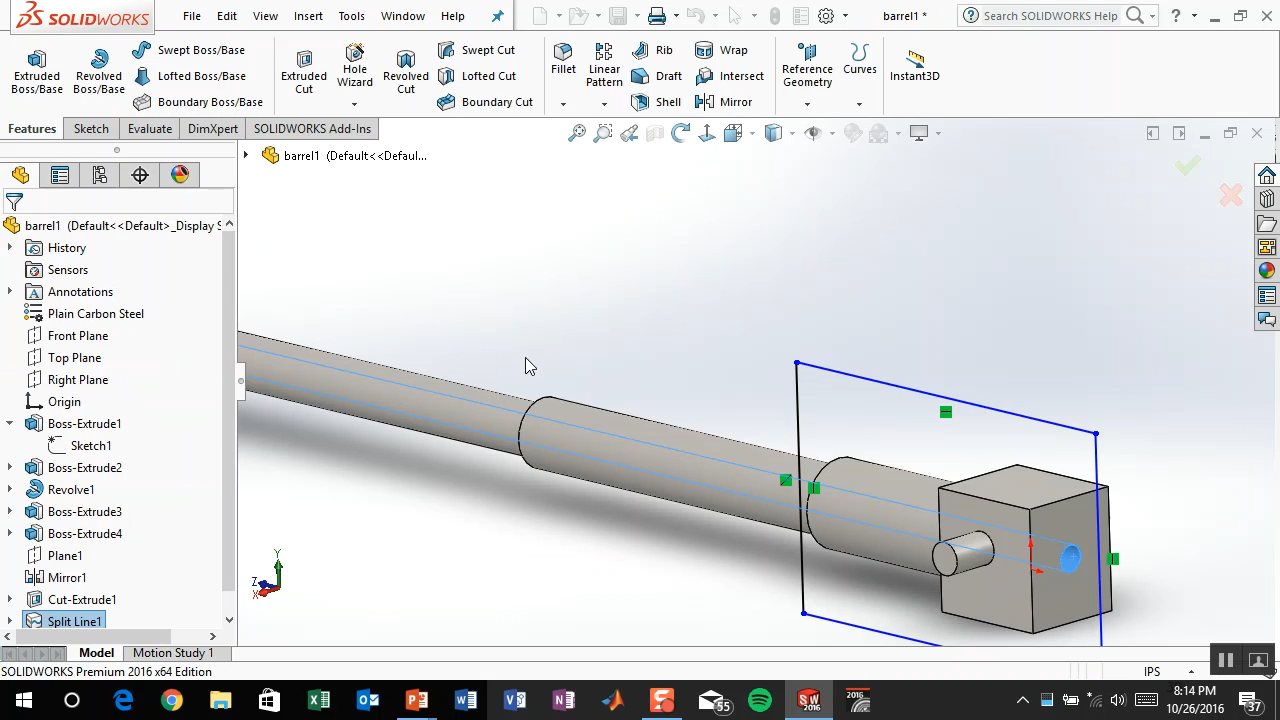 SOLIDWORKS File Edit View Insert Tools Window Help barrel1 * Search SOLIDWORKS Help ?
Extruded Boss/Base
Revolved Boss/Base
Swept Boss/Base
Lofted Boss/Base
Boundary Boss/Base
Extruded Cut
Hole Wizard
Revolved Cut
Swept Cut
Lofted Cut
Boundary Cut
Fillet
Linear Pattern
Rib
Draft
Shell
Wrap
Intersect
Mirror
Reference Geometry
Curves
Instant3D
Features Sketch Evaluate DimXpert SOLIDWORKS Add-Ins
barrel1 (Default<<Defaul...
barrel1 (Default<<Default>_Display S
History
Sensors
A Annotations
Plain Carbon Steel
Front Plane
Top Plane
Right Plane
Origin
Boss-Extrude1
Sketch1
Boss-Extrude2
Revolve1
Boss-Extrude3
Boss-Extrude4
Plane1
Mirror1
Cut-Extrude1
Split Line1
Y
Z
X
Model Motion Study 1
SOLIDWORKS Premium 2016 x64 Edition IPS
55
SW 2016
2016
8:14 PM
10/26/2016
37